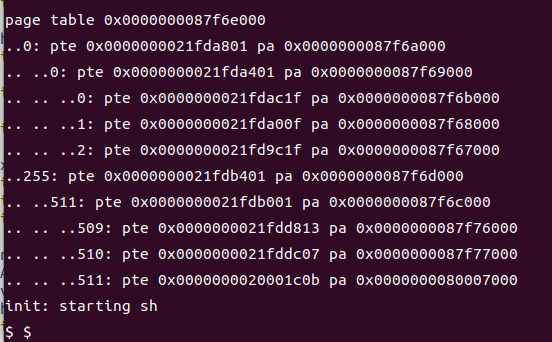 page table 0x0000000087f6e000
..0: pte 0x0000000021fda801 pa 0x0000000087f6a000
.. ..0: pte 0x0000000021fda401 pa 0x0000000087f69000
.. .. ..0: pte 0x0000000021fdac1f pa 0x0000000087f6b000
.. .. ..1: pte 0x0000000021fda00f pa 0x0000000087f68000
.. .. ..2: pte 0x0000000021fd9c1f pa 0x0000000087f67000
..255: pte 0x0000000021fdb401 pa 0x0000000087f6d000
.. ..511: pte 0x0000000021fdb001 pa 0x0000000087f6c000
.. .. ..509: pte 0x0000000021fdd813 pa 0x0000000087f76000
.. .. ..510: pte 0x0000000021fddc07 pa 0x0000000087f77000
.. .. ..511: pte 0x0000000020001c0b pa 0x0000000080007000
init: starting sh
$ $